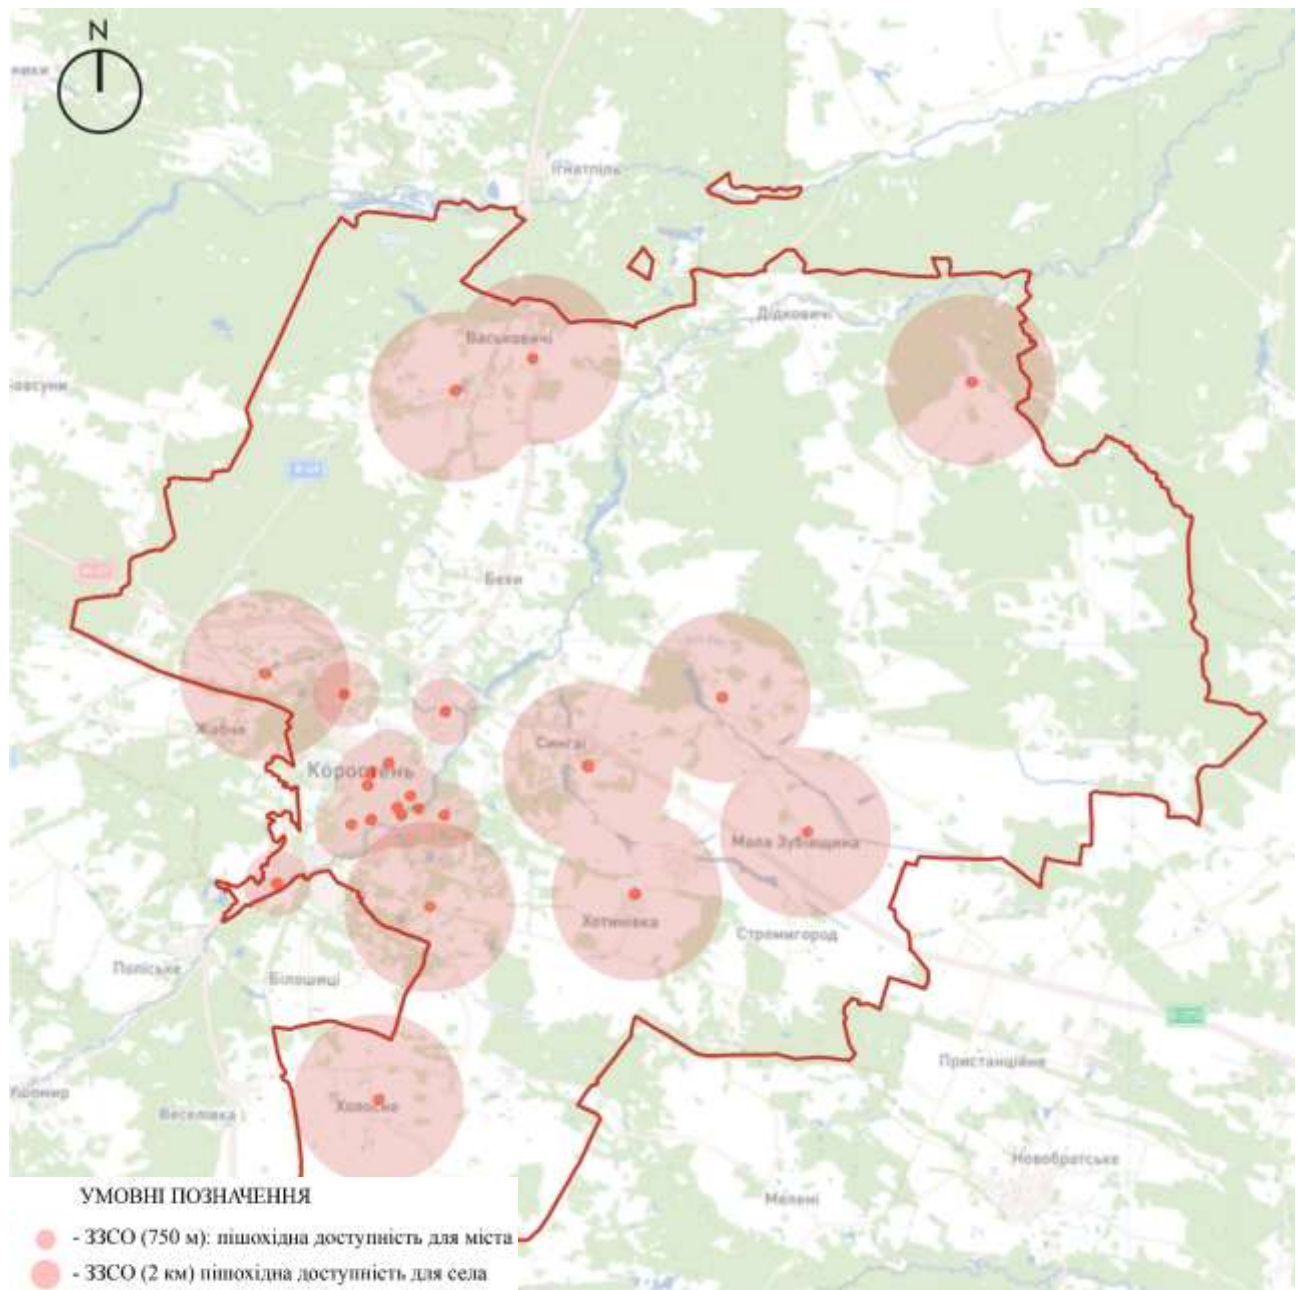 N
Ігнатпіль
Дідковичі
Васьковичі
Бехи
Жабче
Сингаї
Коростень
Мала Зубівщина
Хотинівка
Стремигород
Поліське
Білошиці
Пристанційне
Холосно
Веселівка
Новобратське
Мелені
УМОВНІ ПОЗНАЧЕННЯ
- ЗЗСО (750 м): пішохідна доступність для міста
- ЗЗСО (2 км) пішохідна доступність для села